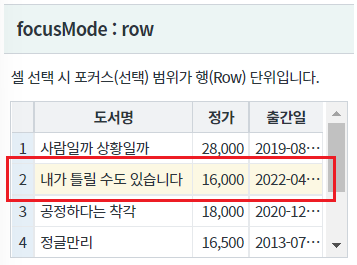 focusMode : row
셀 선택 시 포커스(선택) 범위가 행(Row) 단위입니다.
도서명 정가 출간일
1 사람일까 상황일까 28,000 2019-08⋯
2 내가 틀릴 수도 있습니다 16,000 2022-04⋯
3 공정하다는 착각 18,000 2020-12⋯
4 정글만리 16,500 2013-07⋯